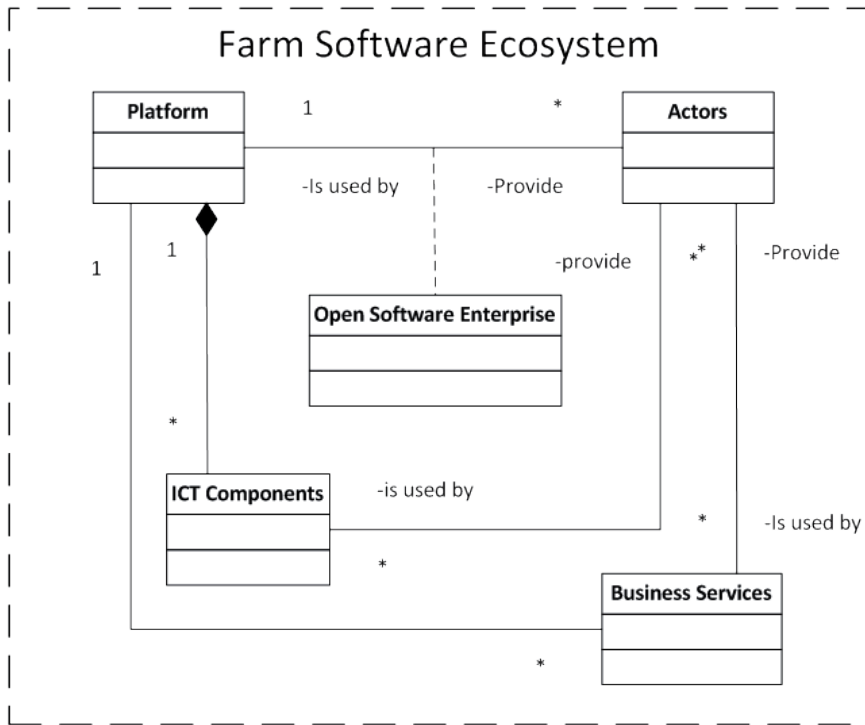 Farm Software Ecosystem
Platform
1
*
Actors
-Is used by
-Provide
1
1
-provide
**
-Provide
Open Software Enterprise
*
ICT Components
-is used by
*
-Is used by
*
Business Services
*